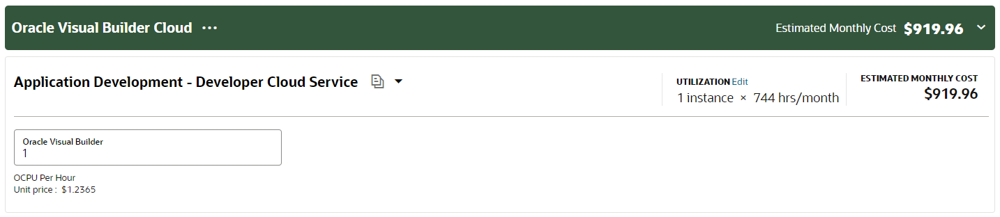 Oracle Visual Builder Cloud ...
Estimated Monthly Cost $919.96
Application Development - Developer Cloud Service
UTILIZATION Edit
1 instance × 744 hrs/month
ESTIMATED MONTHLY COST
$919.96
Oracle Visual Builder
1
OCPU Per Hour
Unit price : $1.2365